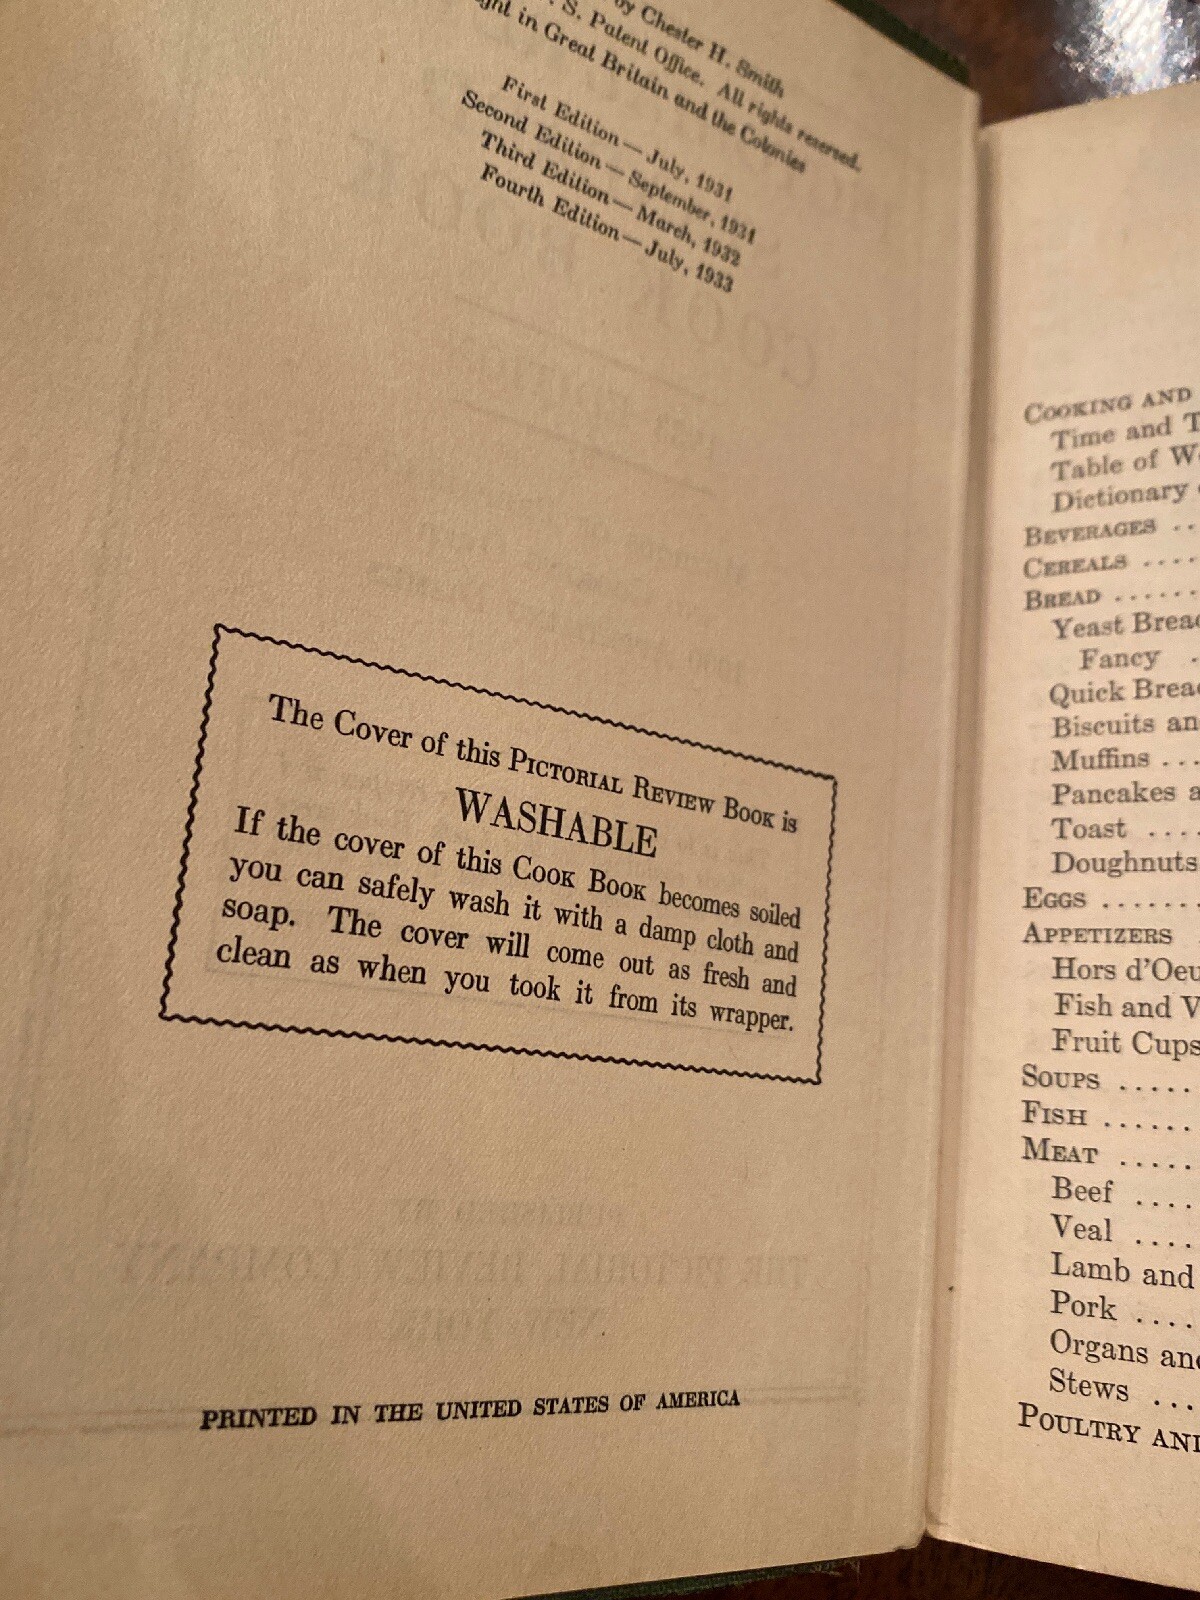 by Chester H. Smith
S. Patent Office. All rights reserved.
in Great Britain and the Colonies
First Edition — July, 1931
Second Edition — September, 1931
Third Edition — March, 1932
Fourth Edition — July, 1933
The Cover of this PICTORIAL REVIEW BOOK is
WASHABLE
If the cover of this COOK BOOK becomes soiled
you can safely wash it with a damp cloth and
soap. The cover will come out as fresh and
clean as when you took it from its wrapper.
PRINTED IN THE UNITED STATES OF AMERICA
COOKING AND
Time and T
Table of W
Dictionary
BEVERAGES ..
CEREALS ....
BREAD ......
Yeast Brea
Fancy .
Quick Brea
Biscuits an
Muffins ...
Pancakes a
Toast ....
Doughnuts
EGGS .......
APPETIZERS
Hors d'Oeu
Fish and V
Fruit Cups
SOUPS .....
FISH ......
MEAT .....
Beef ....
Veal ....
Lamb and
Pork ....
Organs and
Stews ...
POULTRY AND